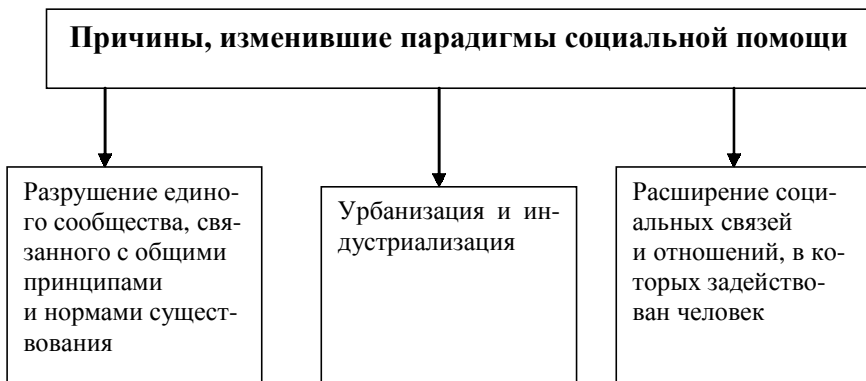 Причины, изменившие парадигмы социальной помощи
Разрушение едино-
го сообщества, свя-
занного с общими
принципами
и нормами сущест-
вования
Урбанизация и ин-
дустриализация
Расширение соци-
альных связей
и отношений, в ко-
торых задейство-
ван человек